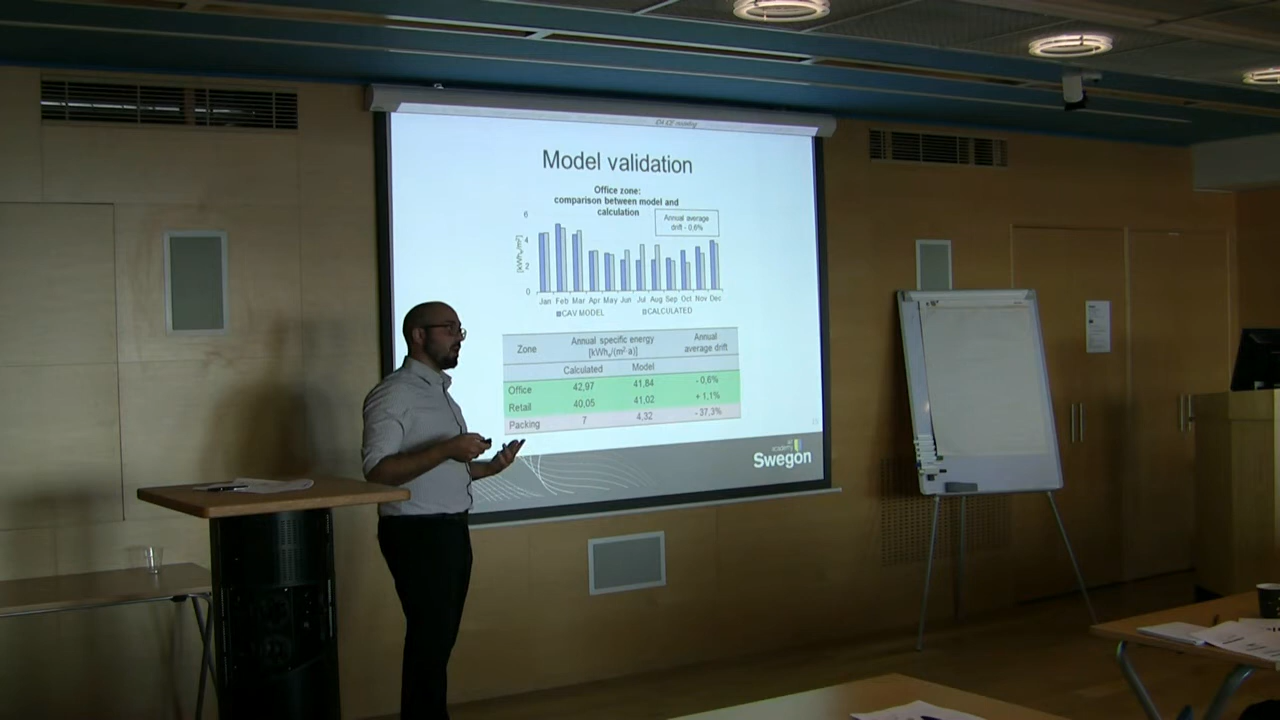 Model validation
Office zone:
comparison between model and
calculation
Annual average
drift - 0,6%
6
4
2
0
Jan Feb Mar Apr May Jun Jul Aug Sep Oct Nov Dec
CAV MODEL CALCULATED
Zone
Annual specific energy
Annual
average drift
Calculated Model
Office 42,97 41,84 - 0,6%
Retail 40,05 41,02 + 1,1%
Packing 7 4,32 - 37,3%
air
academy
Swegon